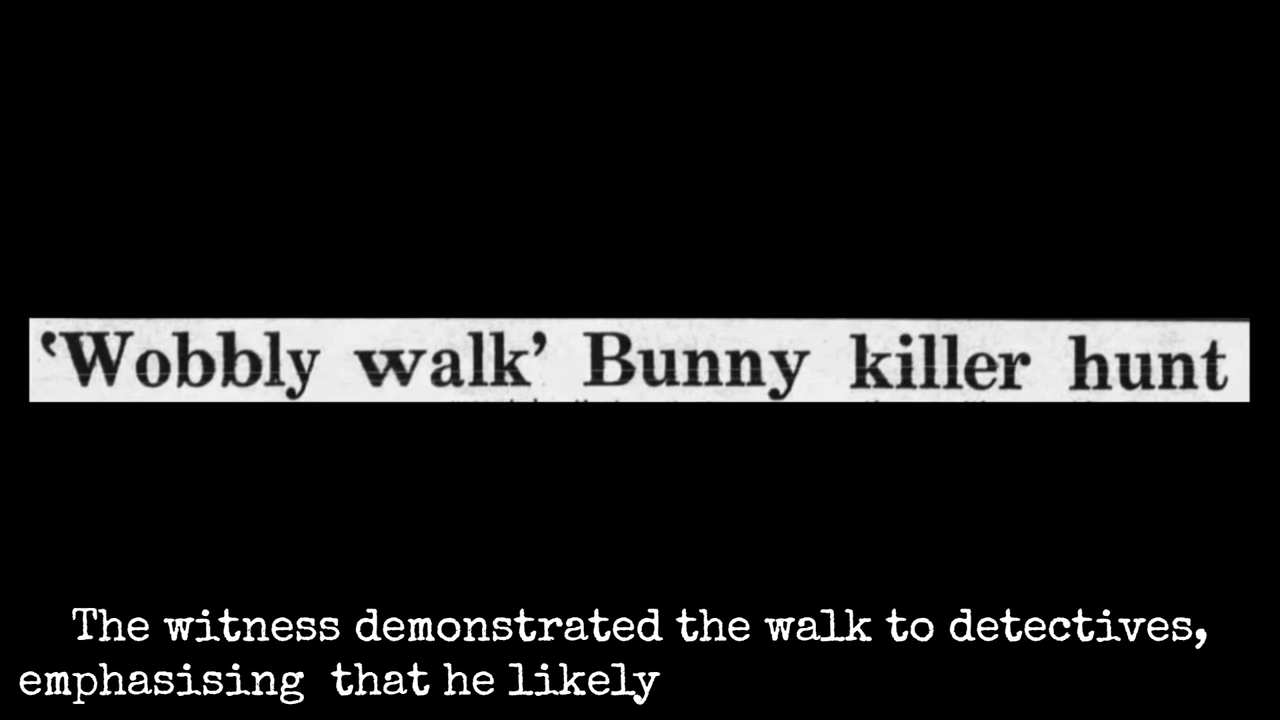 ‘Wobbly walk’ Bunny killer hunt
The witness demonstrated the walk to detectives,
emphasising that he likely